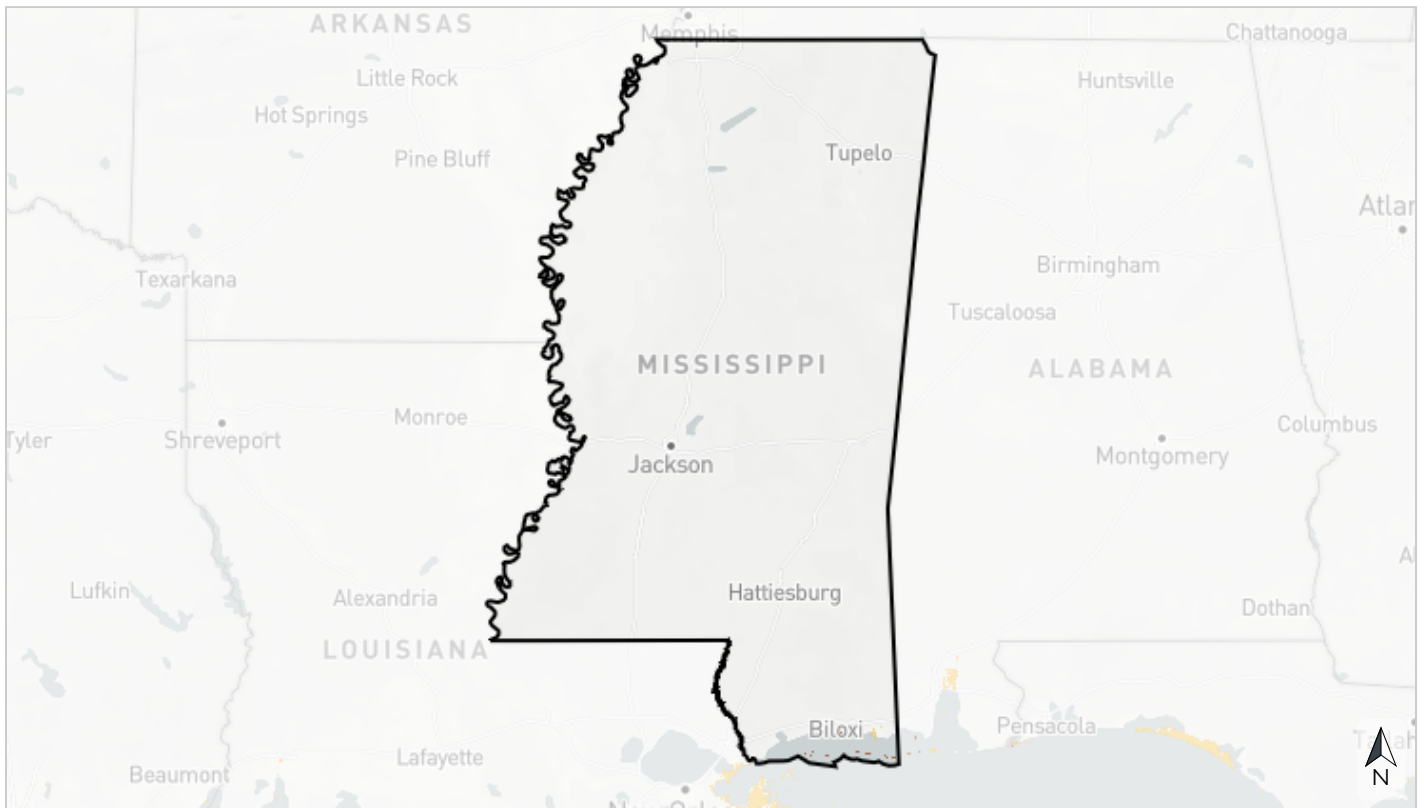 ARKANSAS
Memphis
Chattanooga
Little Rock
Huntsville
Hot Springs
Pine Bluff
Tupelo
Birmingham
Texarkana
Tuscaloosa
MISSISSIPPI
ALABAMA
Monroe
Columbus
Tyler
Shreveport
Jackson
Montgomery
Lufkin
Alexandria
Hattiesburg
Dothan
LOUISIANA
Biloxi
Pensacola
Lafayette
Beaumont
N